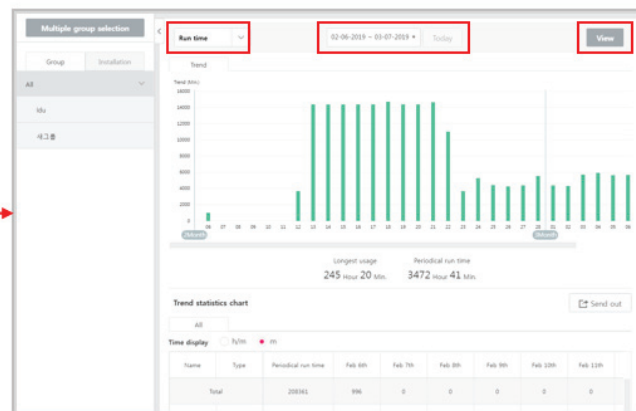 Multiple group selection
Group Installation
All
idu
새그룹
Run time
02-06-2019 ~ 03-07-2019
Today
View
Trend
Trend (Min)
16000
14000
12000
10000
8000
6000
4000
2000
0
06 07 08 09 10 11 12 13 14 15 16 17 18 19 20 21 22 23 24 25 26 27 28 01 02 03 04 05 06
2Month 3Month
Longest usage Periodical run time
245 Hour 20 Min. 3472 Hour 41 Min.
Trend statistics chart
Send out
All
Time display h/m m
Name Type Periodical run time Feb 6th Feb 7th Feb 8th Feb 9th Feb 10th Feb 11th
Total 208361 996 0 0 0 0 0